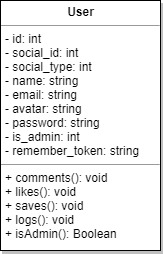 User
- id: int
- social_id: int
- social_type: int
- name: string
- email: string
- avatar: string
- password: string
- is_admin: int
- remember_token: string
+ comments(): void
+ likes(): void
+ saves(): void
+ logs(): void
+ isAdmin(): Boolean